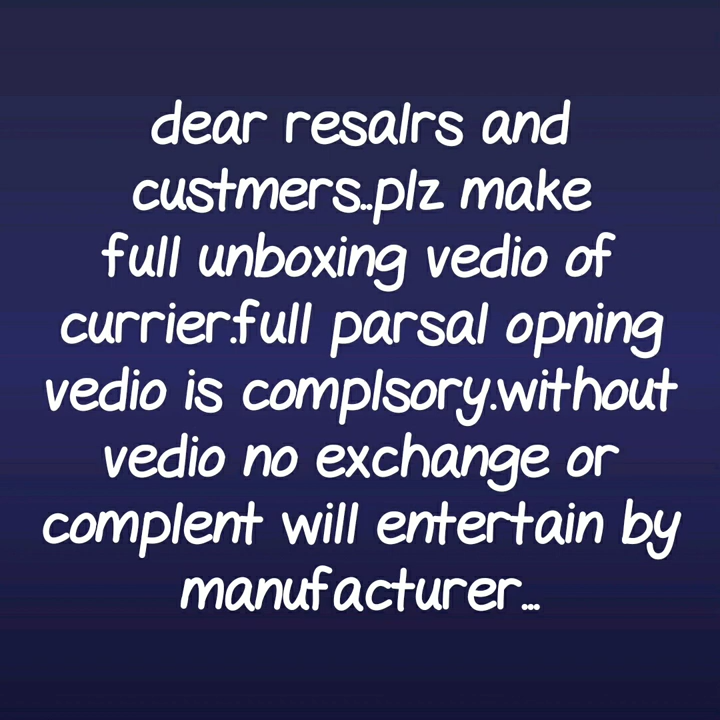 dear resalrs and
custmers..plz make
full unboxing vedio of
currier.full parsal opning
vedio is complsory.without
vedio no exchange or
complent will entertain by
manufacturer...